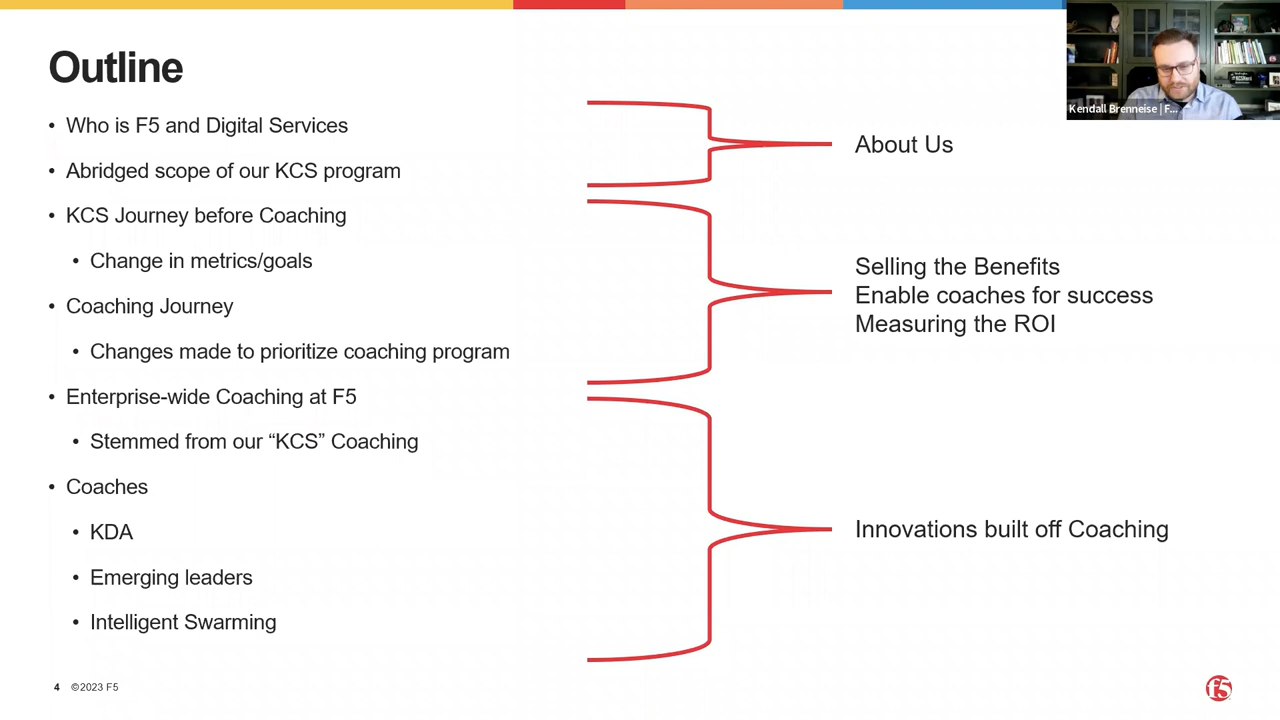 Outline
• Who is F5 and Digital Services
• Abridged scope of our KCS program
• KCS Journey before Coaching
• Change in metrics/goals
• Coaching Journey
• Changes made to prioritize coaching program
• Enterprise-wide Coaching at F5
• Stemmed from our “KCS” Coaching
• Coaches
• KDA
• Emerging leaders
• Intelligent Swarming
About Us
Selling the Benefits
Enable coaches for success
Measuring the ROI
Innovations built off Coaching
Kendall Brenneise | F...
4 ©2023 F5
f5